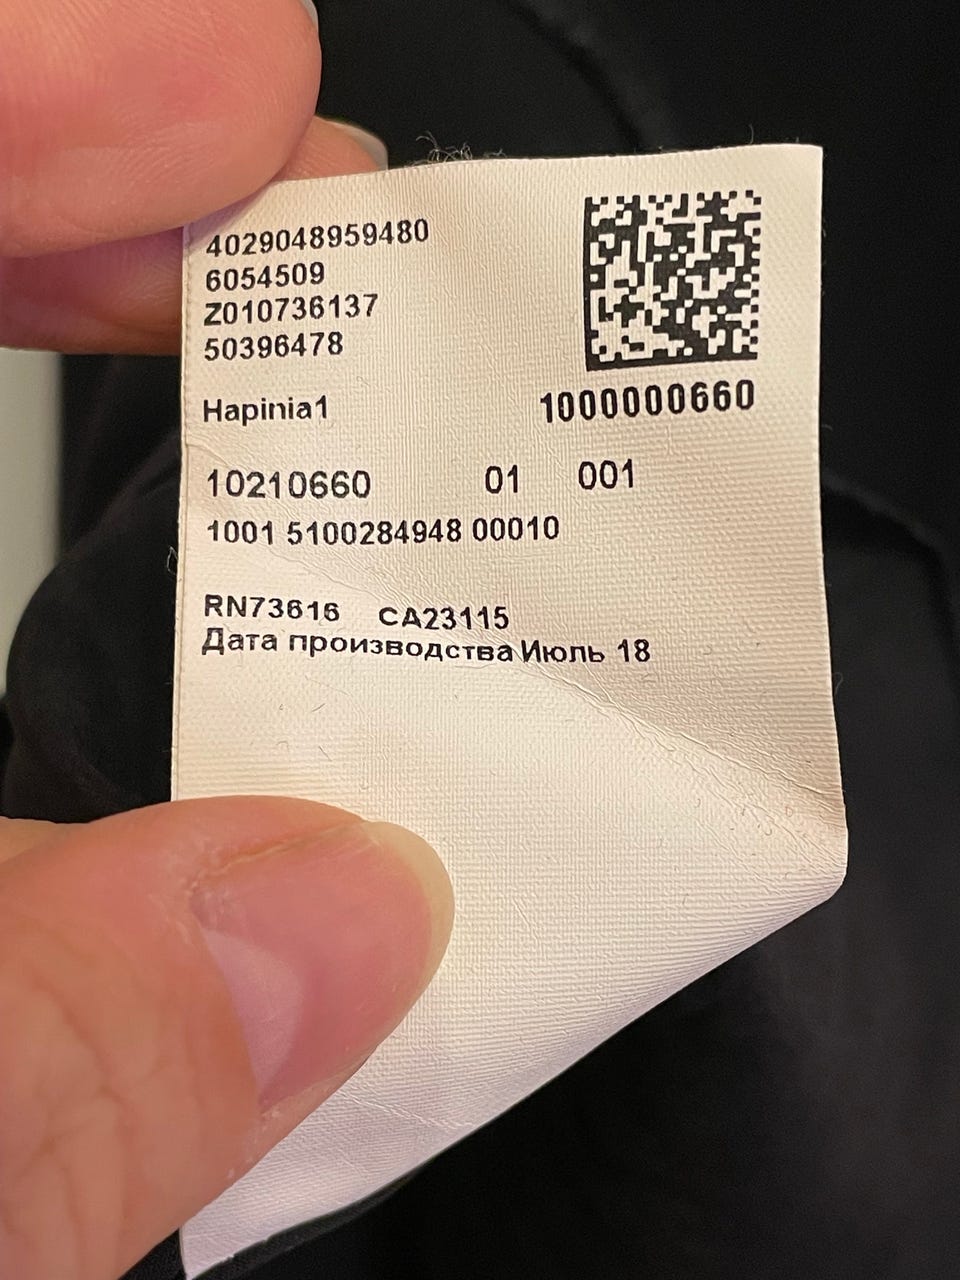 4029048959480
6054509
Z010736137
50396478
Hapinia1
1000000660
10210660 01 001
1001 5100284948 00010
RN73616 CA23115
Дата производства Июль 18